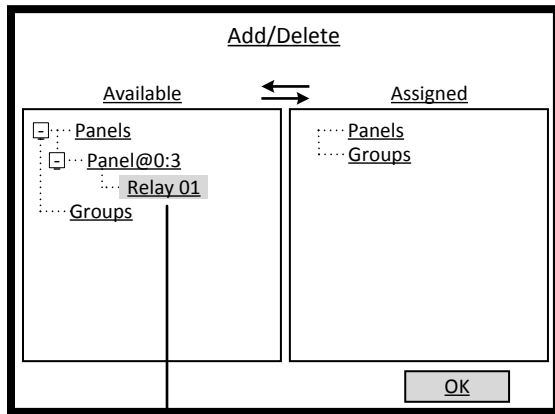 Add/Delete
Available
Assigned
Panels
Panel@0:3
Relay 01
Groups
Panels
Groups
OK